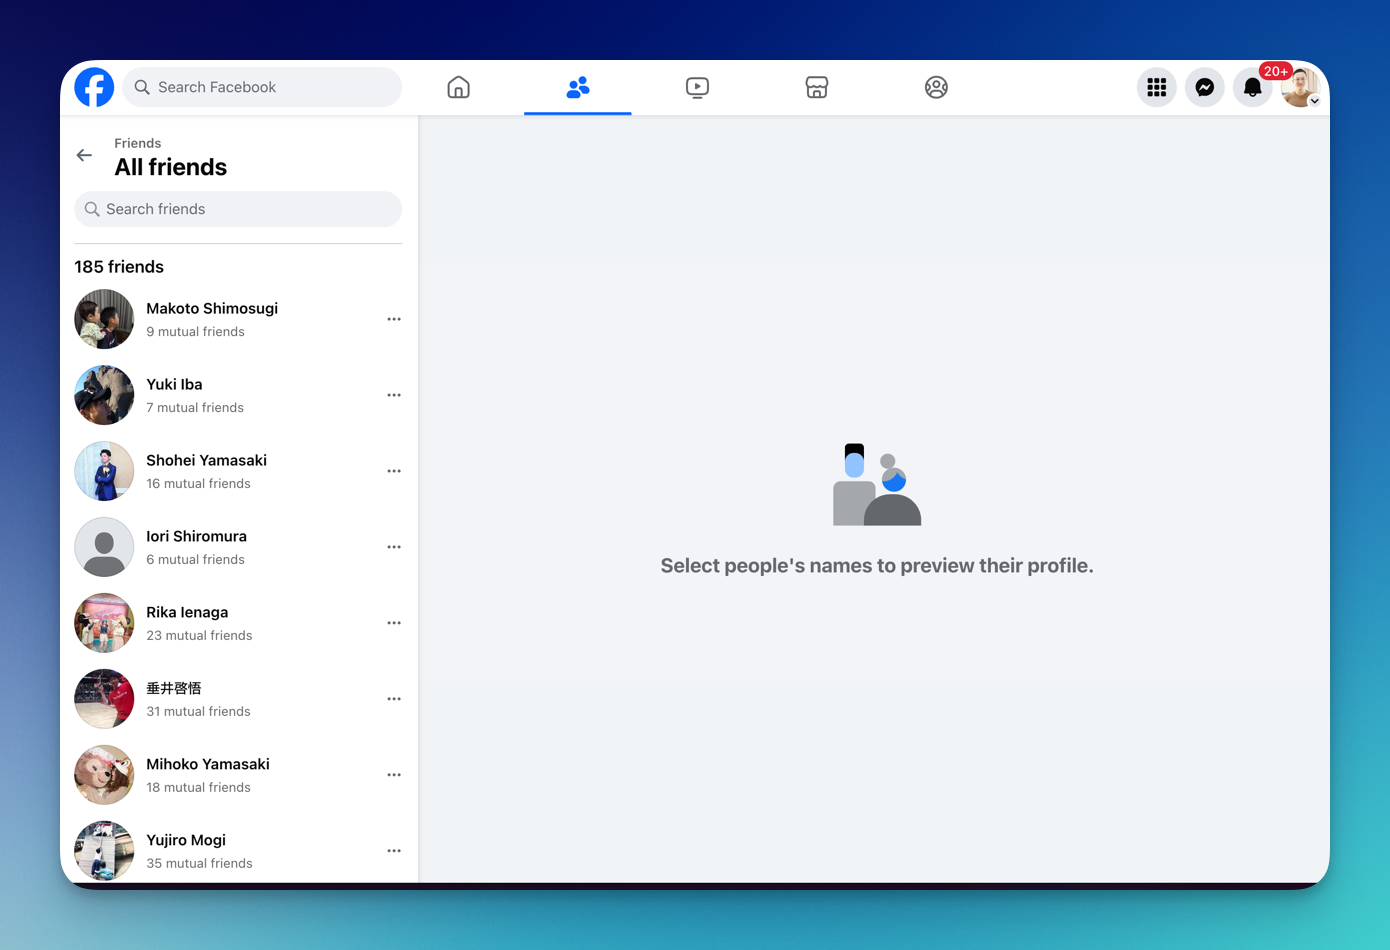 Search Facebook
20+
Friends
All friends
Search friends
185 friends
Makoto Shimosugi
9 mutual friends
Yuki Iba
7 mutual friends
Shohei Yamasaki
16 mutual friends
Iori Shiromura
6 mutual friends
Rika Ienaga
23 mutual friends
垂井啓悟
31 mutual friends
Mihoko Yamasaki
18 mutual friends
Yujiro Mogi
35 mutual friends
Select people's names to preview their profile.